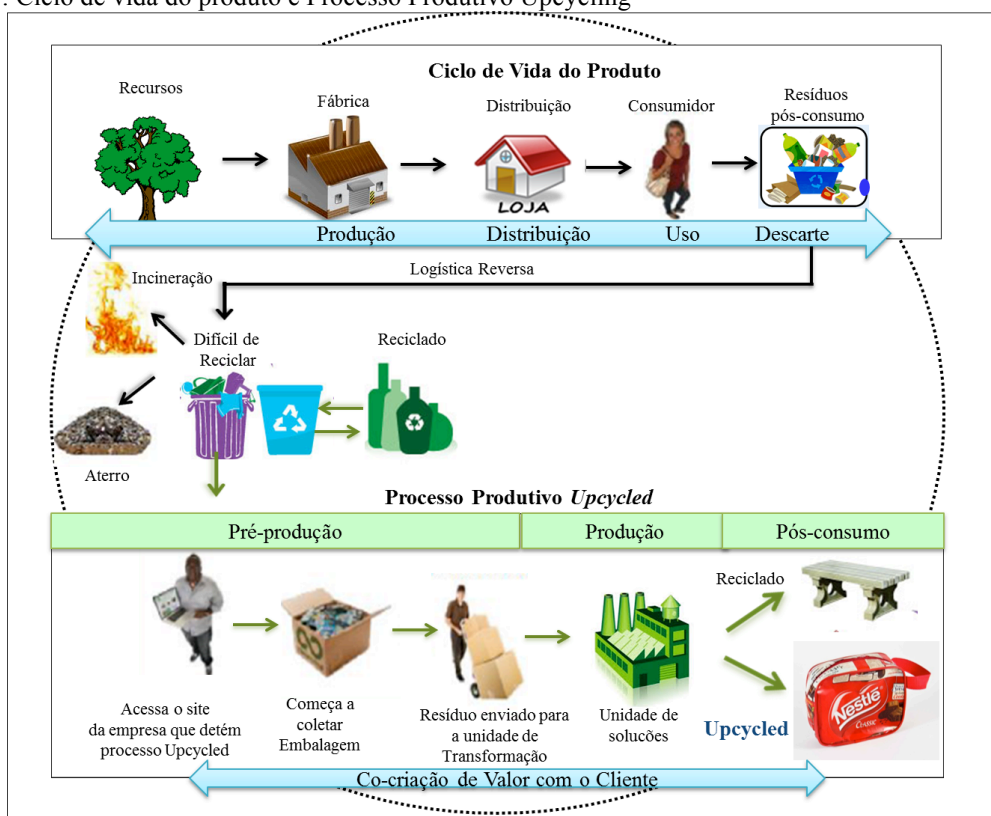 . Ciclo de vida do produto e Processo Produtivo Upcycling
Ciclo de Vida do Produto
Recursos
Fábrica
Distribuição
Consumidor
Resíduos
pós-consumo
LOJA
Produção
Distribuição
Uso
Descarte
Logística Reversa
Incineração
Difícil de
Reciclar
Reciclado
Aterro
Processo Produtivo Upcycled
Pré-produção
Produção
Pós-consumo
Reciclado
Acessa o site
da empresa que detém
processo Upcycled
Começa a
coletar
Embalagem
Resíduo enviado para
a unidade de
Transformação
Unidade de
solucões
Upcycled
Nestlé
CLASSIC
Co-criação de Valor com o Cliente